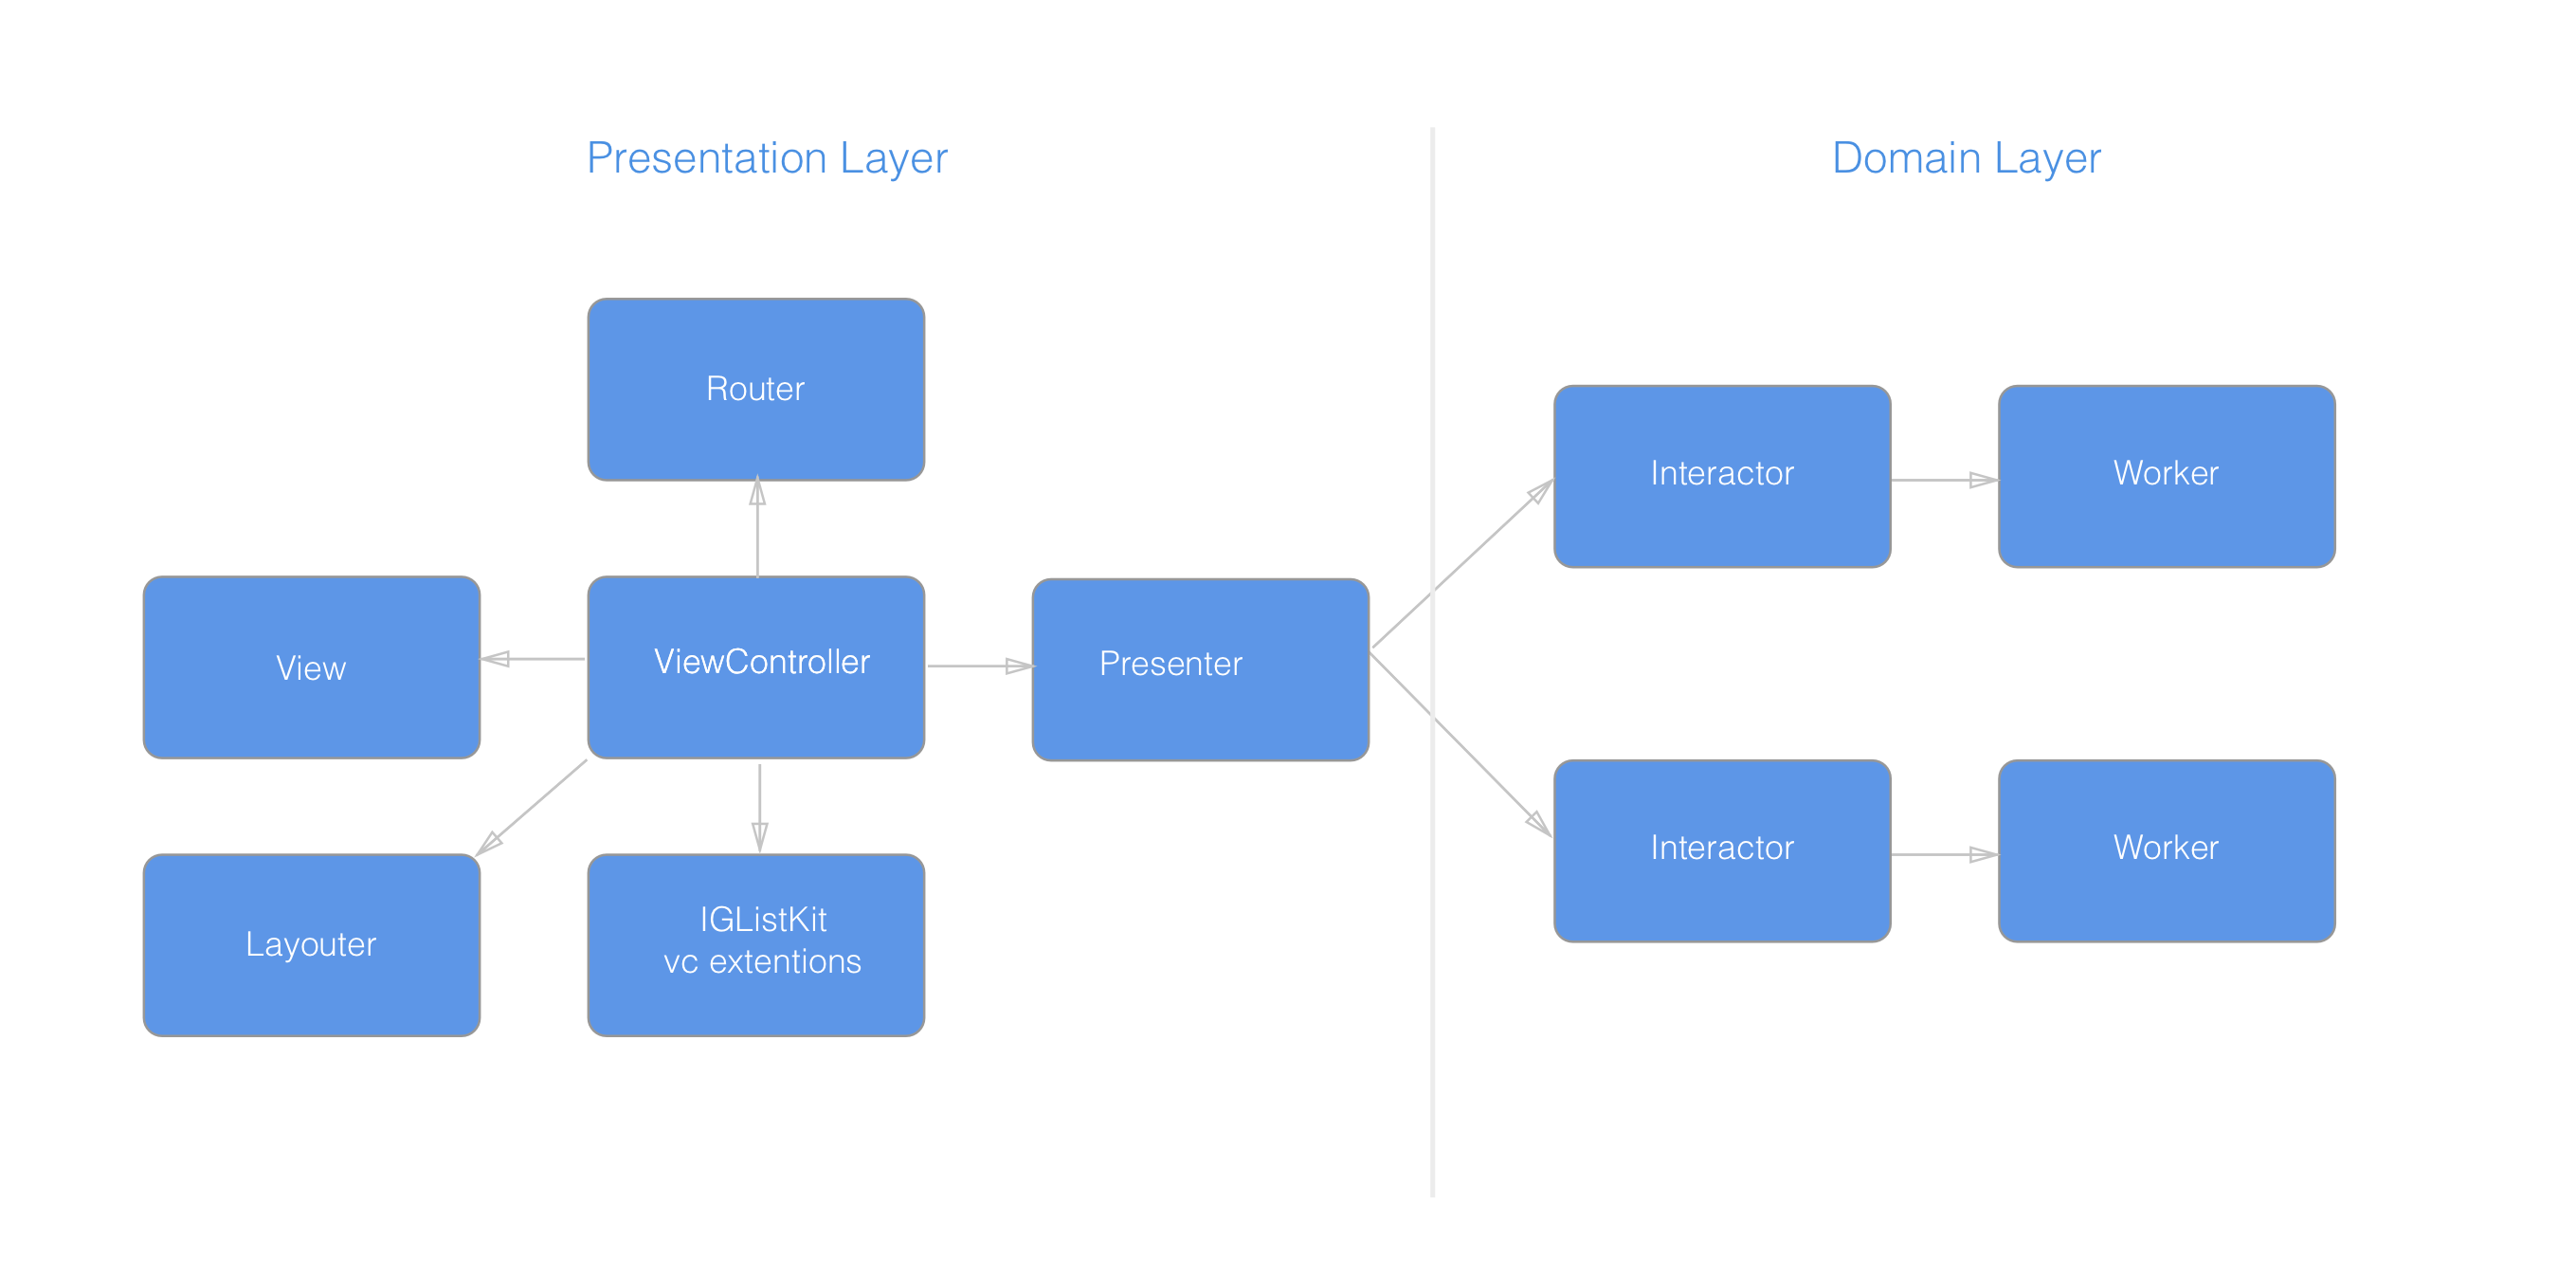 Presentation Layer
Domain Layer
Router
Interactor
Worker
View
ViewController
Presenter
Interactor
Worker
Layouter
IGListKit
vc extentions